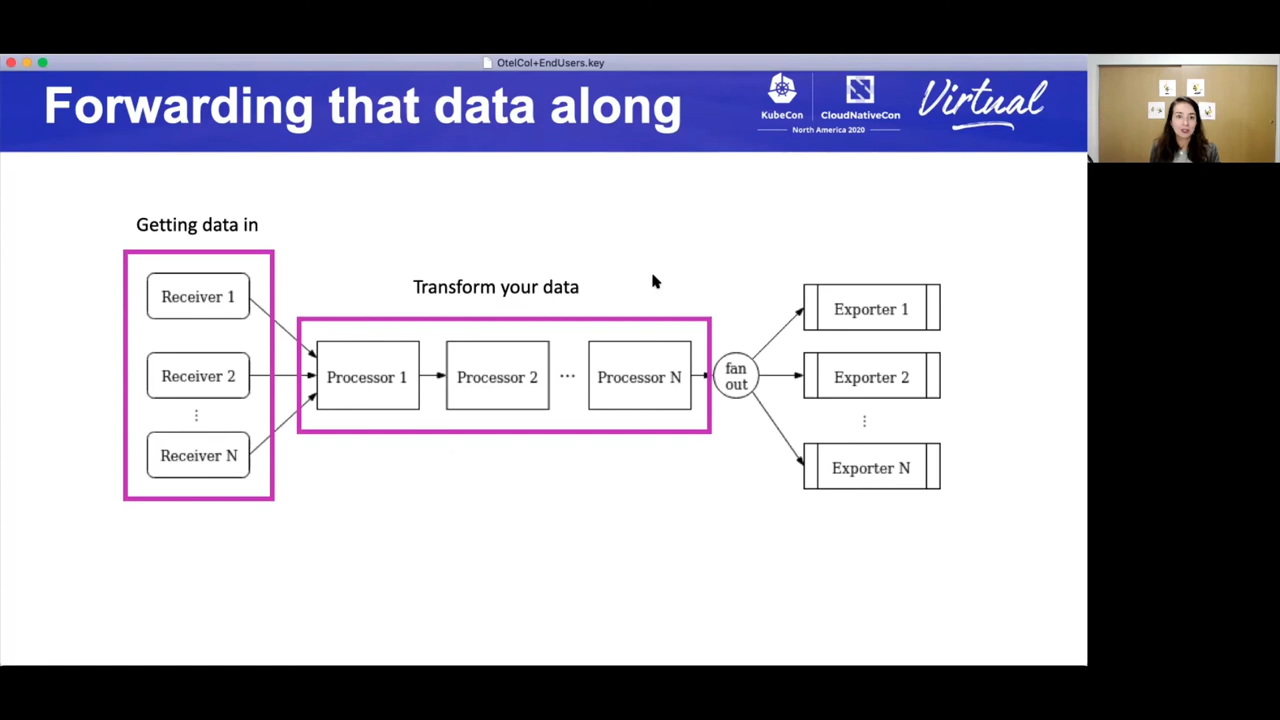 OtelCol+EndUsers.key
Forwarding that data along
KubeCon
CloudNativeCon
North America 2020
Virtual
Getting data in
Transform your data
Receiver 1
Receiver 2
⋮
Receiver N
Processor 1
Processor 2
...
Processor N
fan
out
Exporter 1
Exporter 2
⋮
Exporter N